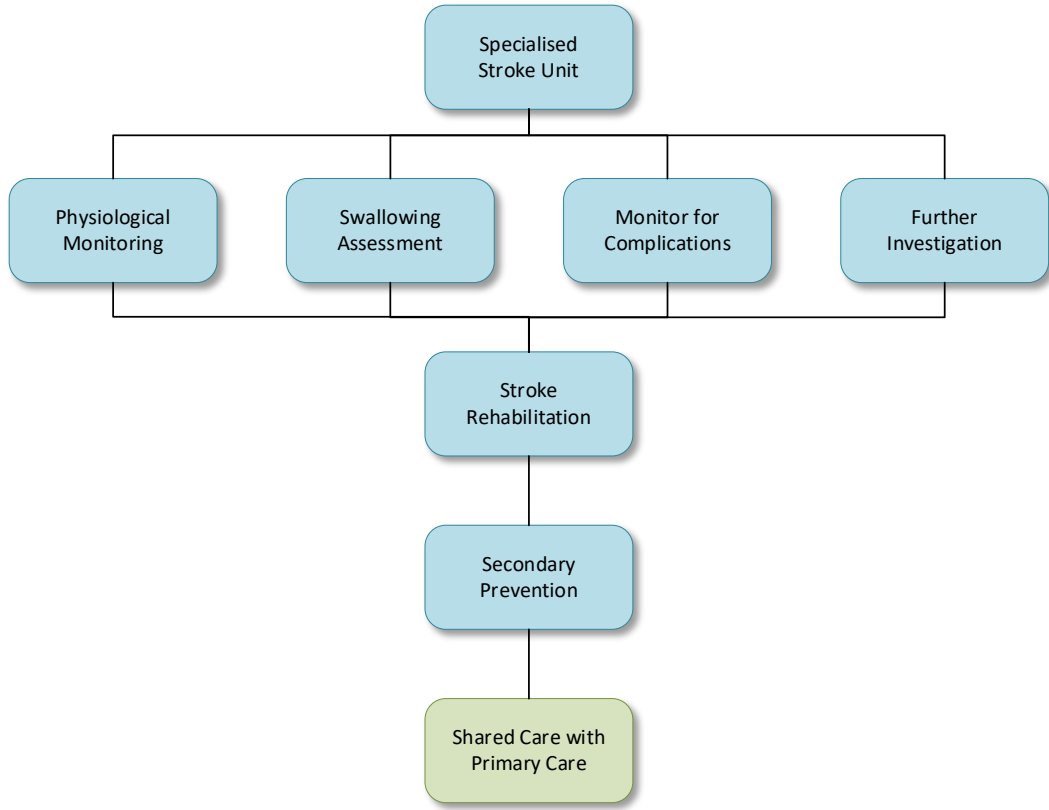 Specialised
Stroke Unit
Physiological
Monitoring
Swallowing
Assessment
Monitor for
Complications
Further
Investigation
Stroke
Rehabilitation
Secondary
Prevention
Shared Care with
Primary Care